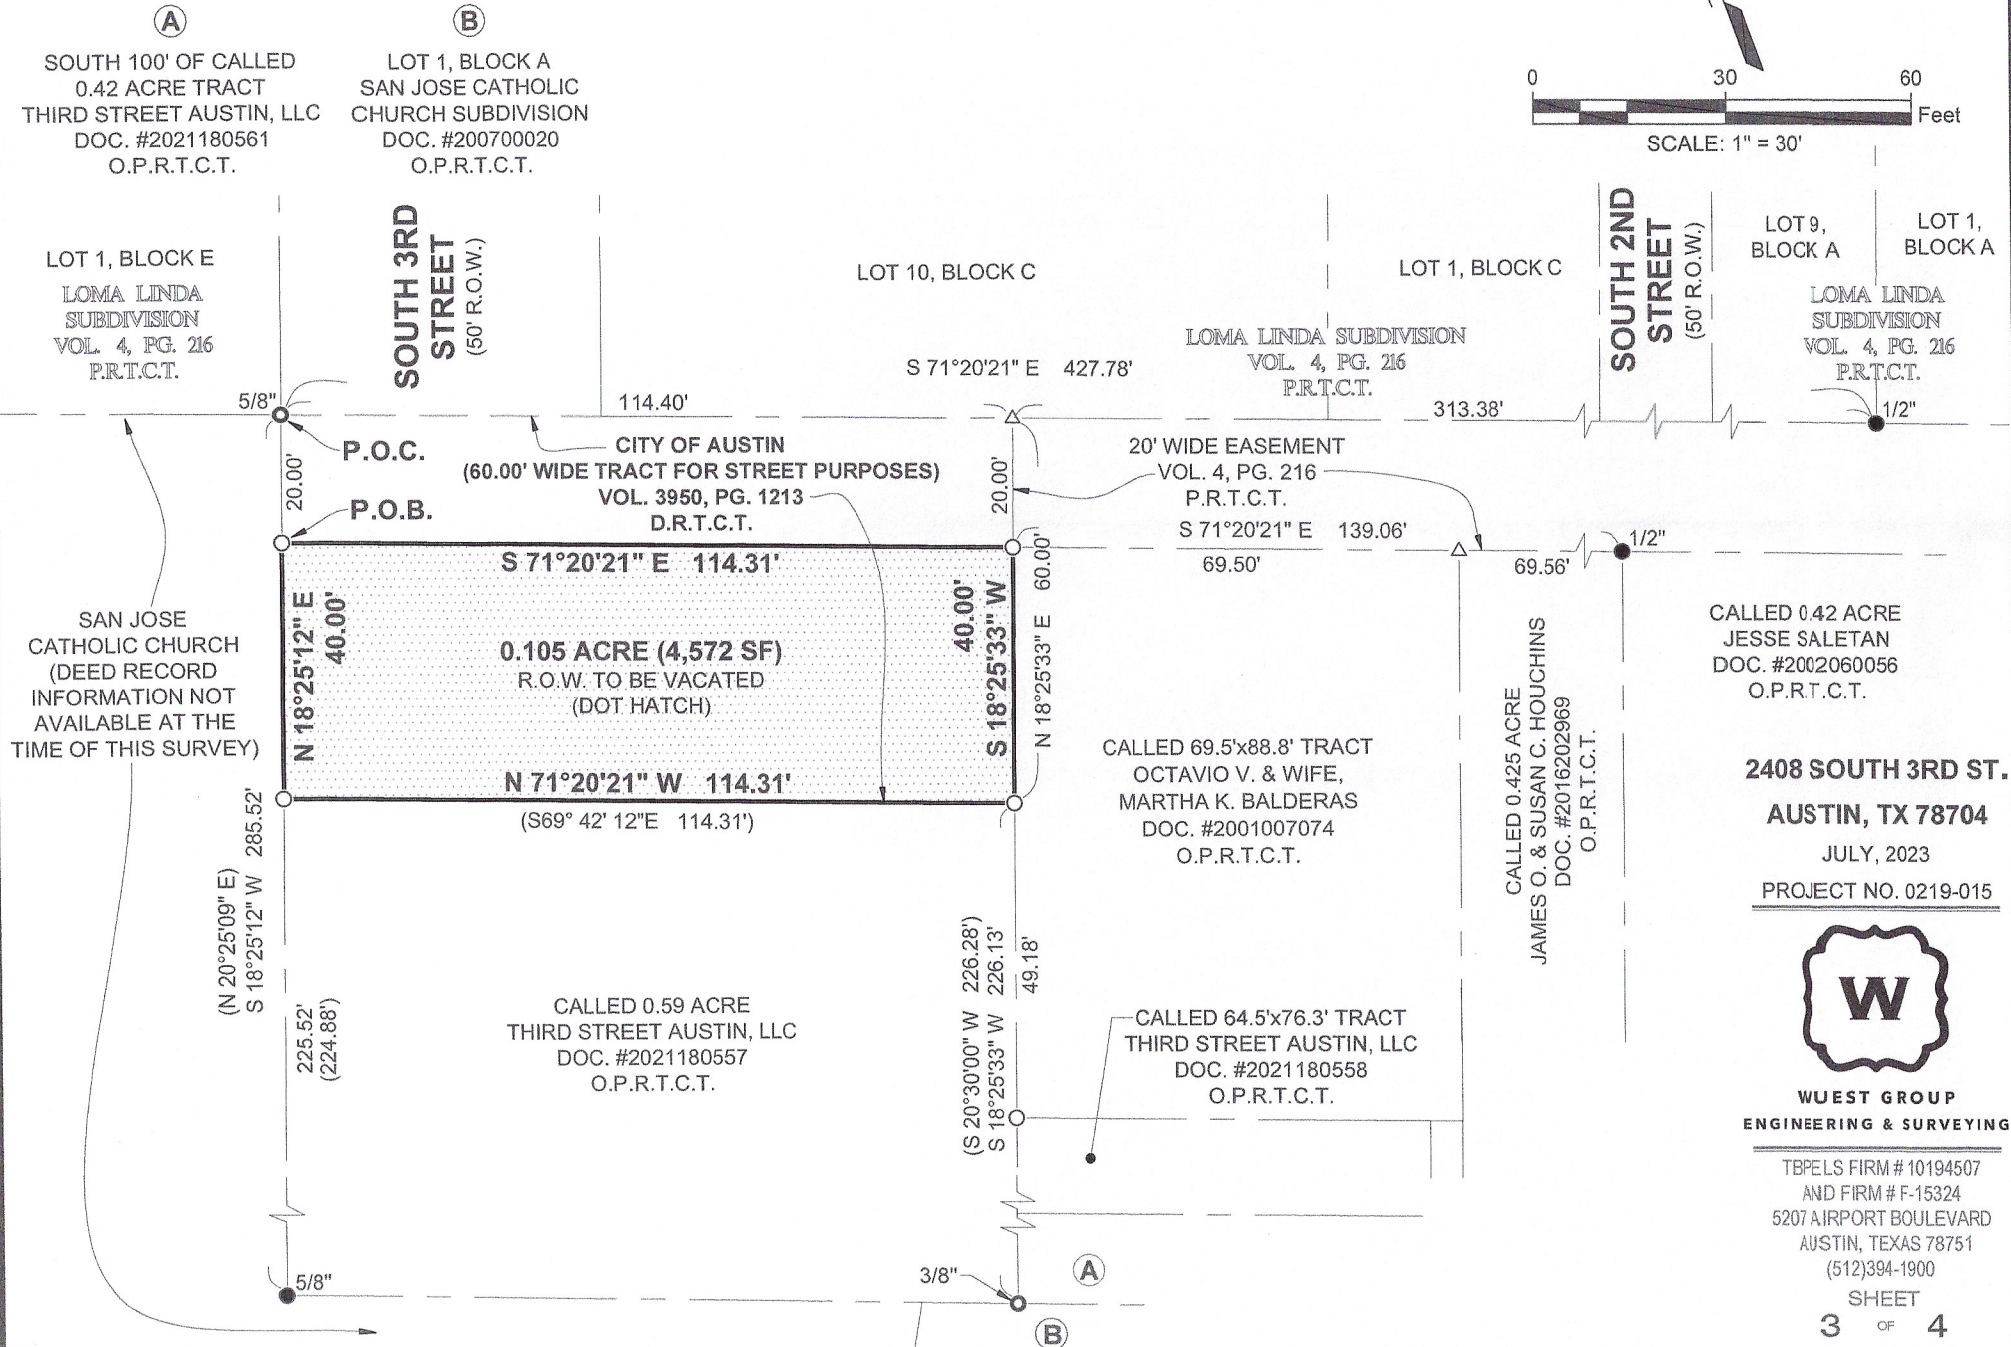 A
SOUTH 100' OF CALLED
0.42 ACRE TRACT
THIRD STREET AUSTIN, LLC
DOC. #2021180561
O.P.R.T.C.T.
B
LOT 1, BLOCK A
SAN JOSE CATHOLIC
CHURCH SUBDIVISION
DOC. #200700020
O.P.R.T.C.T.
0 30 60
Feet
SCALE: 1" = 30'
LOT 1, BLOCK E
LOMA LINDA
SUBDIVISION
VOL. 4, PG. 216
P.R.T.C.T.
SOUTH 3RD
STREET
(50' R.O.W.)
LOT 10, BLOCK C
LOT 1, BLOCK C
LOMA LINDA SUBDIVISION
VOL. 4, PG. 216
P.R.T.C.T.
SOUTH 2ND
STREET
(50' R.O.W.)
LOT 9,
BLOCK A
LOT 1,
BLOCK A
LOMA LINDA
SUBDIVISION
VOL. 4, PG. 216
P.R.T.C.T.
S 71°20'21" E 427.78'
5/8"
114.40'
313.38'
1/2"
P.O.C.
20.00'
P.O.B.
CITY OF AUSTIN
(60.00' WIDE TRACT FOR STREET PURPOSES)
VOL. 3950, PG. 1213
D.R.T.C.T.
20.00'
20' WIDE EASEMENT
VOL. 4, PG. 216
P.R.T.C.T.
S 71°20'21" E 139.06'
69.50'
69.56'
1/2"
S 71°20'21" E 114.31'
N 18°25'12" E
40.00'
0.105 ACRE (4,572 SF)
R.O.W. TO BE VACATED
(DOT HATCH)
40.00'
S 18°25'33" W
N 18°25'33" E 60.00'
N 71°20'21" W 114.31'
(S69° 42' 12"E 114.31')
SAN JOSE
CATHOLIC CHURCH
(DEED RECORD
INFORMATION NOT
AVAILABLE AT THE
TIME OF THIS SURVEY)
CALLED 69.5'x88.8' TRACT
OCTAVIO V. & WIFE,
MARTHA K. BALDERAS
DOC. #2001007074
O.P.R.T.C.T.
CALLED 0.425 ACRE
JAMES O. & SUSAN C. HOUCHINS
DOC. #2016202969
O.P.R.T.C.T.
CALLED 0.42 ACRE
JESSE SALETAN
DOC. #2002060056
O.P.R.T.C.T.
(N 20°25'09" E)
S 18°25'12" W 285.52'
225.52'
(224.88')
CALLED 0.59 ACRE
THIRD STREET AUSTIN, LLC
DOC. #2021180557
O.P.R.T.C.T.
(S 20°30'00" W 226.28')
S 18°25'33" W 226.13'
49.18'
CALLED 64.5'x76.3' TRACT
THIRD STREET AUSTIN, LLC
DOC. #2021180558
O.P.R.T.C.T.
5/8"
3/8"
A
B
2408 SOUTH 3RD ST.
AUSTIN, TX 78704
JULY, 2023
PROJECT NO. 0219-015
W
WUEST GROUP
ENGINEERING & SURVEYING
TBPELS FIRM # 10194507
AND FIRM # F-15324
5207 AIRPORT BOULEVARD
AUSTIN, TEXAS 78751
(512)394-1900
SHEET
3 OF 4